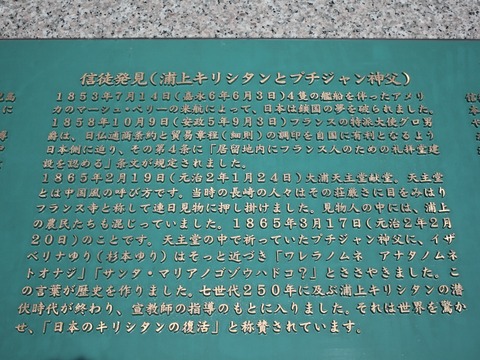 信徒発見(浦上キリシタンとプチジャン神父)
1853年7月14日(嘉永6年6月3日)4隻の艦船を伴ったアメリ
カのマーシュ・ペリーの来航によって、日本は鎖国の夢を破られました。
1858年10月9日(安政5年9月3日)フランスの特派大使グロ男
爵は、日仏通商条約と貿易章程(細則)の調印を自国に有利となるよう
日本側に迫り、その第4条に「居留地内にフランス人のための礼拝堂建
設を認める」条文が規定されました。
1865年2月19日(元治2年1月24日)大浦天主堂献堂。天主堂
とは中国風の呼び方です。当時の長崎の人々はその荘厳さに目をみはり
フランス寺と称して連日見物に押し掛けました。見物人の中には、浦上
の農民たちも混じっていました。1865年3月17日(元治2年2月
20日)のことです。天主堂の中で祈っていたプチジャン神父に、イザ
ベリナゆり(杉本ゆり)はそっと近づき「ワレラノムネ アナタノムネ
トオナジ」「サンタ・マリアノゴゾウハドコ?」とささやきました。こ
の言葉が歴史を作りました。七世代250年に及ぶ浦上キリシタンの潜
伏時代が終わり、宣教師の指導のもとに入りました。それは世界を驚か
せ、「日本のキリシタンの復活」と称賛されています。